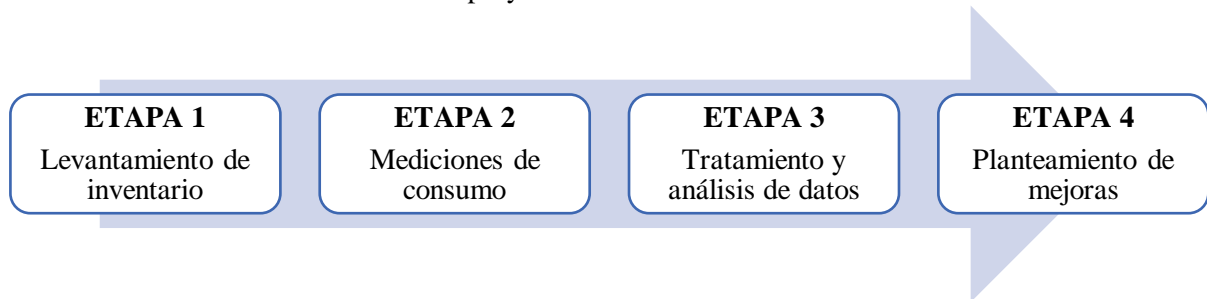 ETAPA 1
Levantamiento de
inventario
ETAPA 2
Mediciones de
consumo
ETAPA 3
Tratamiento y
análisis de datos
ETAPA 4
Planteamiento de
mejoras